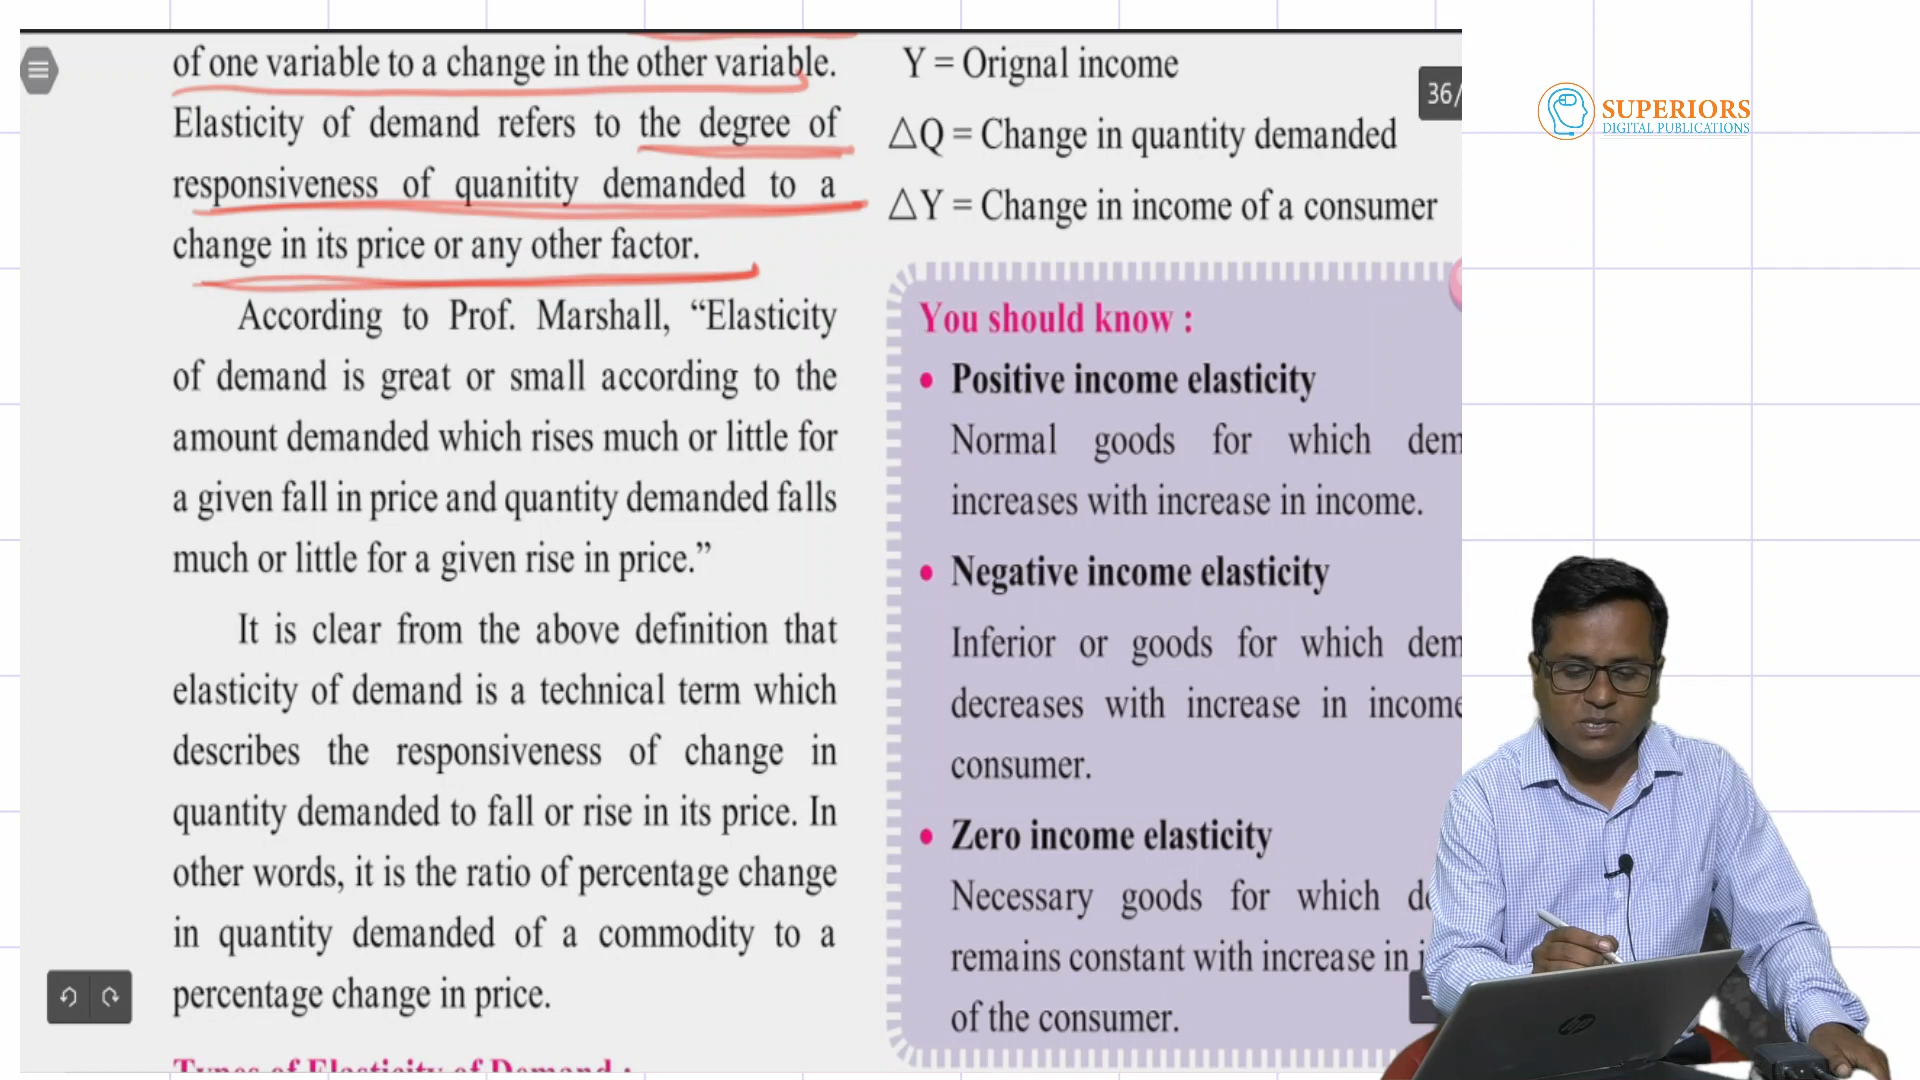 of one variable to a change in the other variable.
Elasticity of demand refers to the degree of
responsiveness of quanitity demanded to a
change in its price or any other factor.
According to Prof. Marshall, “Elasticity
of demand is great or small according to the
amount demanded which rises much or little for
a given fall in price and quantity demanded falls
much or little for a given rise in price.”
It is clear from the above definition that
elasticity of demand is a technical term which
describes the responsiveness of change in
quantity demanded to fall or rise in its price. In
other words, it is the ratio of percentage change
in quantity demanded of a commodity to a
percentage change in price.
Types of Elasticity of Demand :
Y = Orignal income
△Q = Change in quantity demanded
△Y = Change in income of a consumer
You should know :
• Positive income elasticity
Normal goods for which dem
increases with increase in income.
• Negative income elasticity
Inferior or goods for which dem
decreases with increase in income
consumer.
• Zero income elasticity
Necessary goods for which d
remains constant with increase in i
of the consumer.
36/
SUPERIORS
DIGITAL PUBLICATIONS
hp